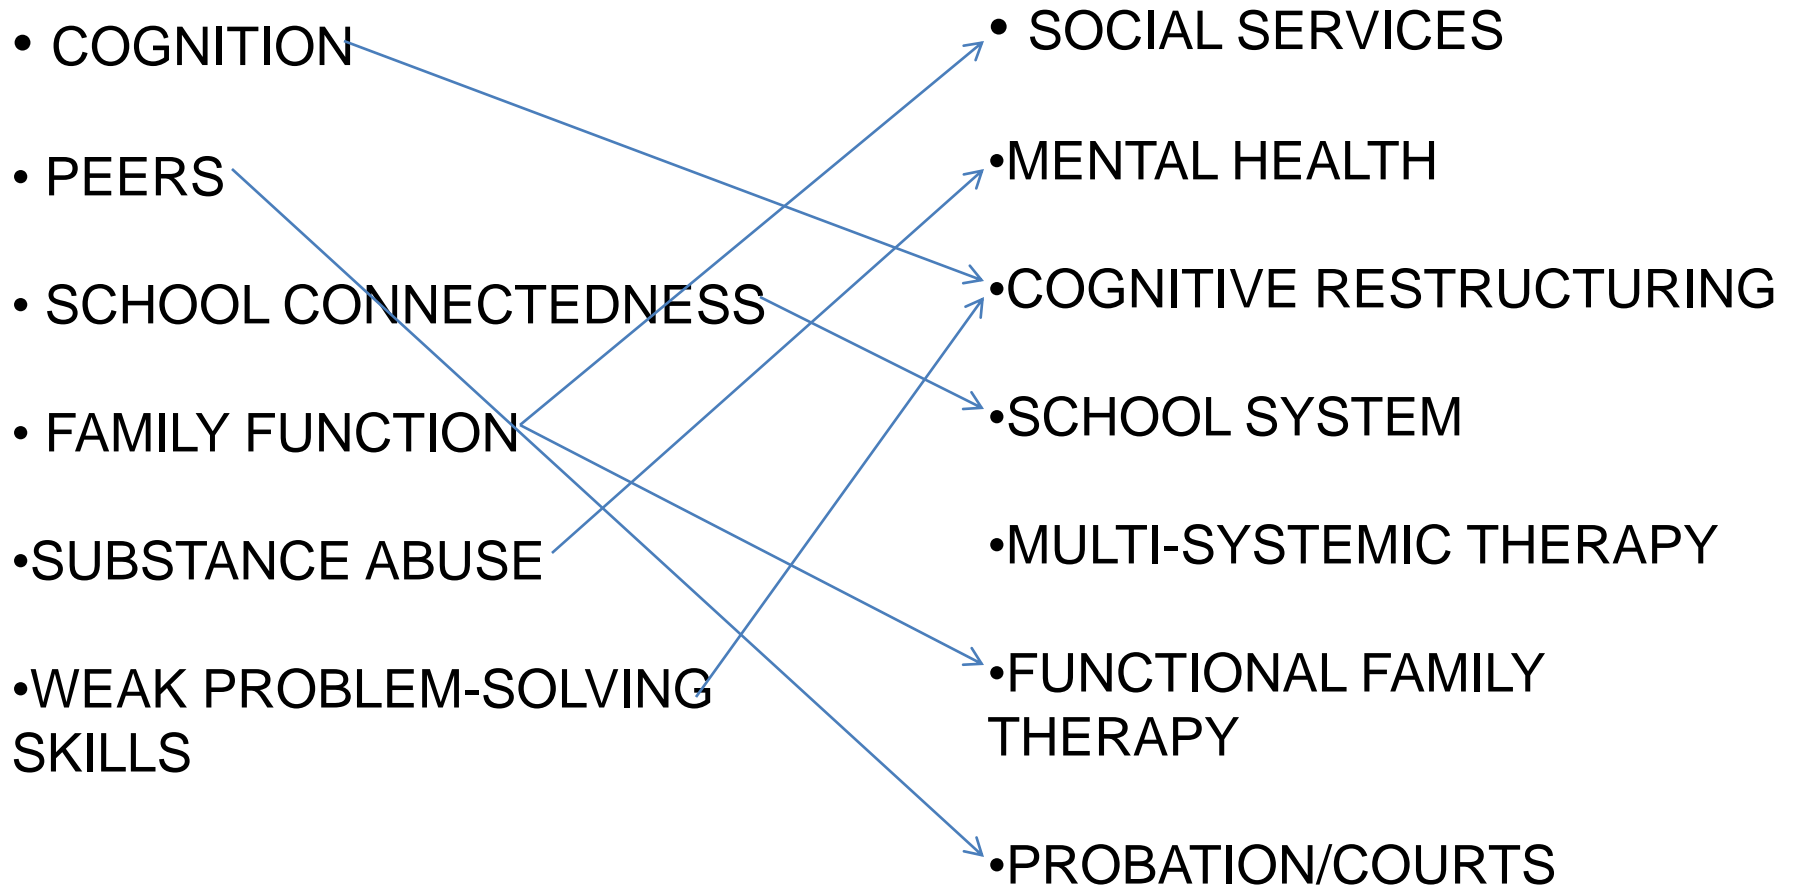 • COGNITION
• PEERS
• SCHOOL CONNECTEDNESS
• FAMILY FUNCTION
•SUBSTANCE ABUSE
•WEAK PROBLEM-SOLVING
SKILLS
• SOCIAL SERVICES
•MENTAL HEALTH
•COGNITIVE RESTRUCTURING
•SCHOOL SYSTEM
•MULTI-SYSTEMIC THERAPY
•FUNCTIONAL FAMILY
THERAPY
•PROBATION/COURTS